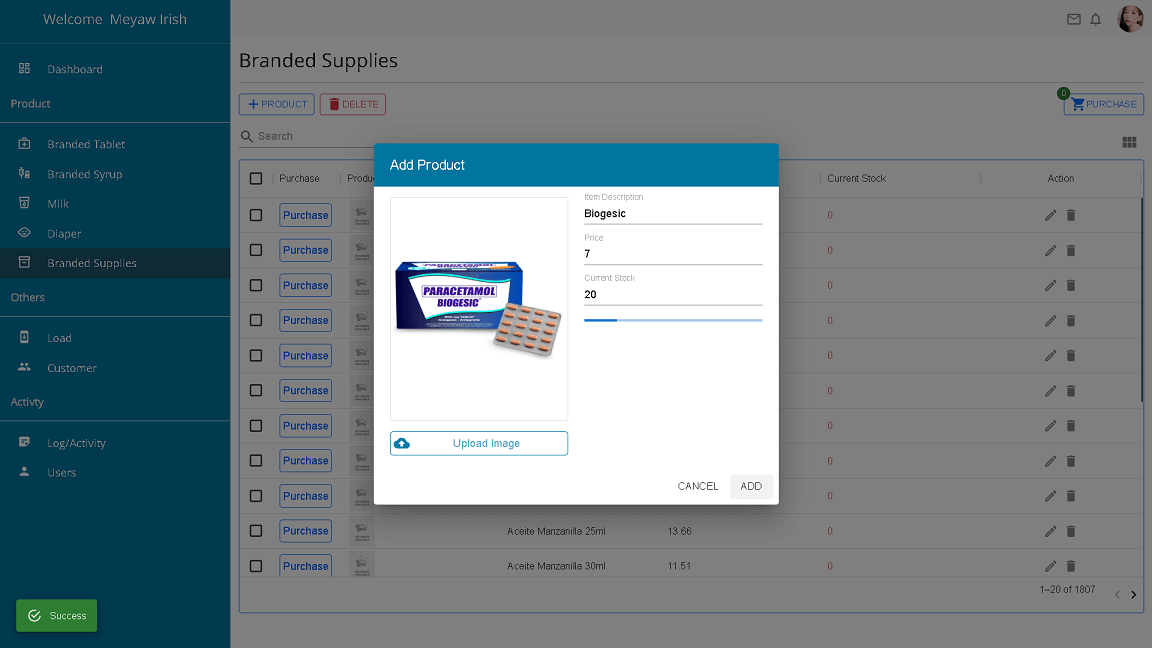 Welcome Meyaw Irish
Dashboard
Product
Branded Tablet
Branded Syrup
Milk
Diaper
Branded Supplies
Others
Load
Customer
Activty
Log/Activity
Users
Success
Branded Supplies
PRODUCT
DELETE
0
PURCHASE
Search
Purchase
Produ
Current Stock
Action
Purchase 0
Purchase 0
Purchase 0
Purchase 0
Purchase 0
Purchase 0
Purchase 0
Purchase 0
Purchase 0
Purchase Aceite Manzanilla 25ml 13.66 0
Purchase Aceite Manzanilla 30ml 11.51 0
1–20 of 1807
Add Product
PARACETAMOL
BIOGESIC
Upload Image
Item Description
Biogesic
Price
7
Current Stock
20
CANCEL
ADD